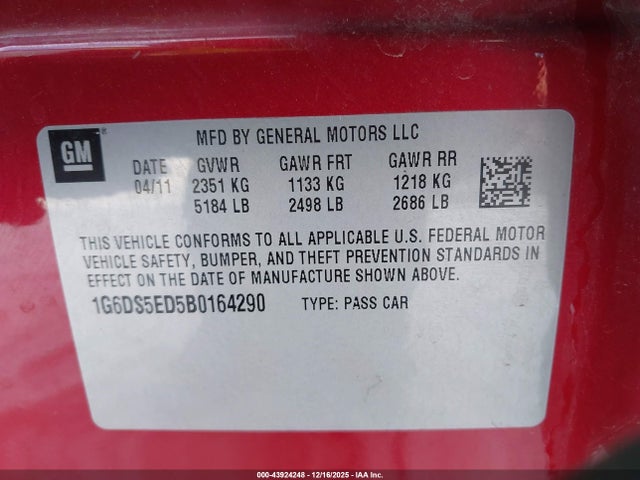 GM ®
MFD BY GENERAL MOTORS LLC
DATE GVWR GAWR FRT GAWR RR
04/11 2351 KG 1133 KG 1218 KG
5184 LB 2498 LB 2686 LB
THIS VEHICLE CONFORMS TO ALL APPLICABLE U.S. FEDERAL MOTOR
VEHICLE SAFETY, BUMPER, AND THEFT PREVENTION STANDARDS IN
EFFECT ON THE DATE OF MANUFACTURE SHOWN ABOVE.
1G6DS5ED5B0164290 TYPE: PASS CAR
000-43924248 - 12/16/2025 - IAA Inc.